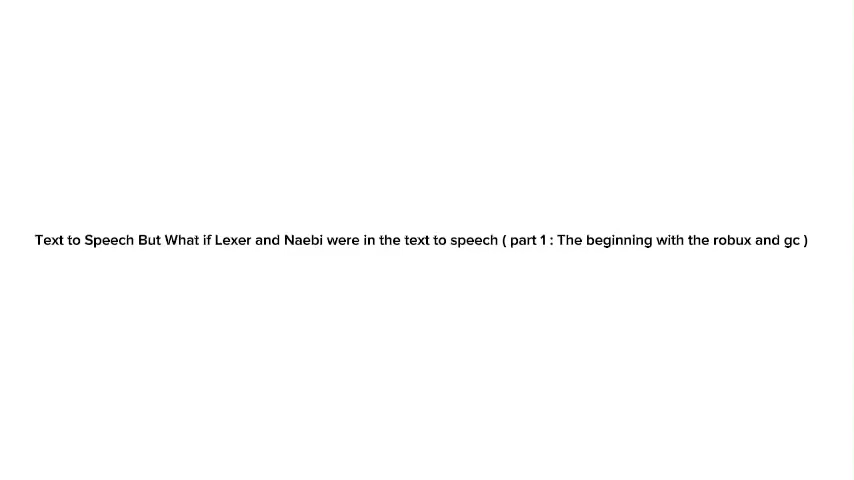 Text to Speech But What if Lexer and Naebi were in the text to speech ( part 1 : The beginning with the robux and gc )